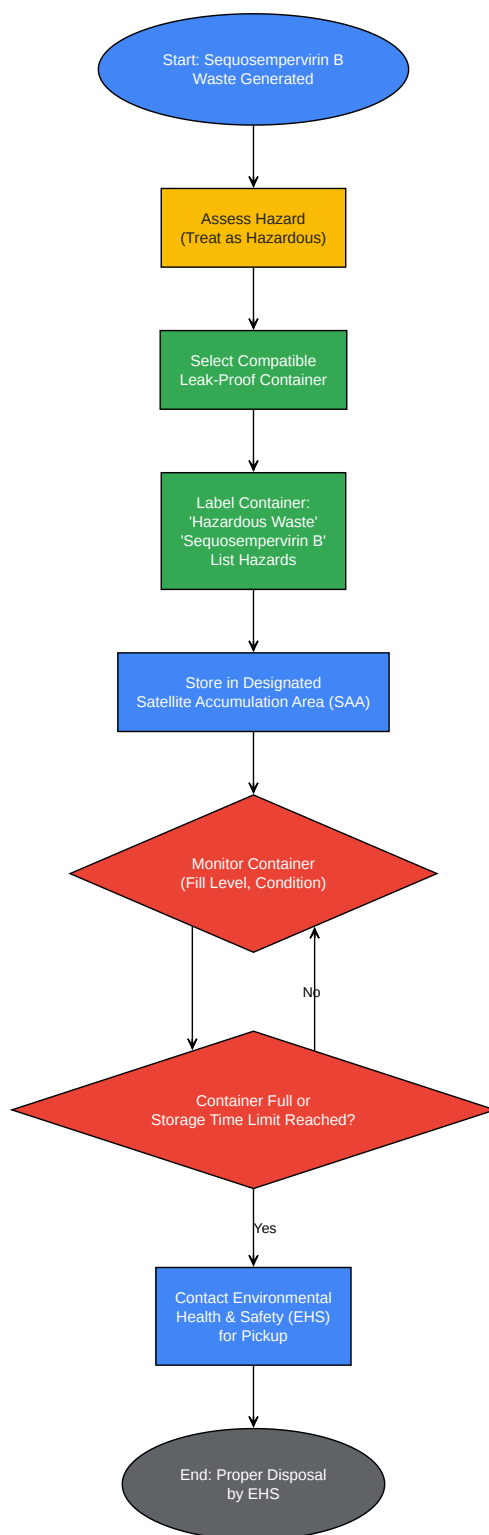 Start: Sequosempervirin B
Waste Generated
Assess Hazard
(Treat as Hazardous)
Select Compatible
Leak-Proof Container
Label Container:
'Hazardous Waste'
'Sequosempervirin B'
List Hazards
Store in Designated
Satellite Accumulation Area (SAA)
Monitor Container
(Fill Level, Condition)
No
Container Full or
Storage Time Limit Reached?
Yes
Contact Environmental
Health & Safety (EHS)
for Pickup
End: Proper Disposal
by EHS